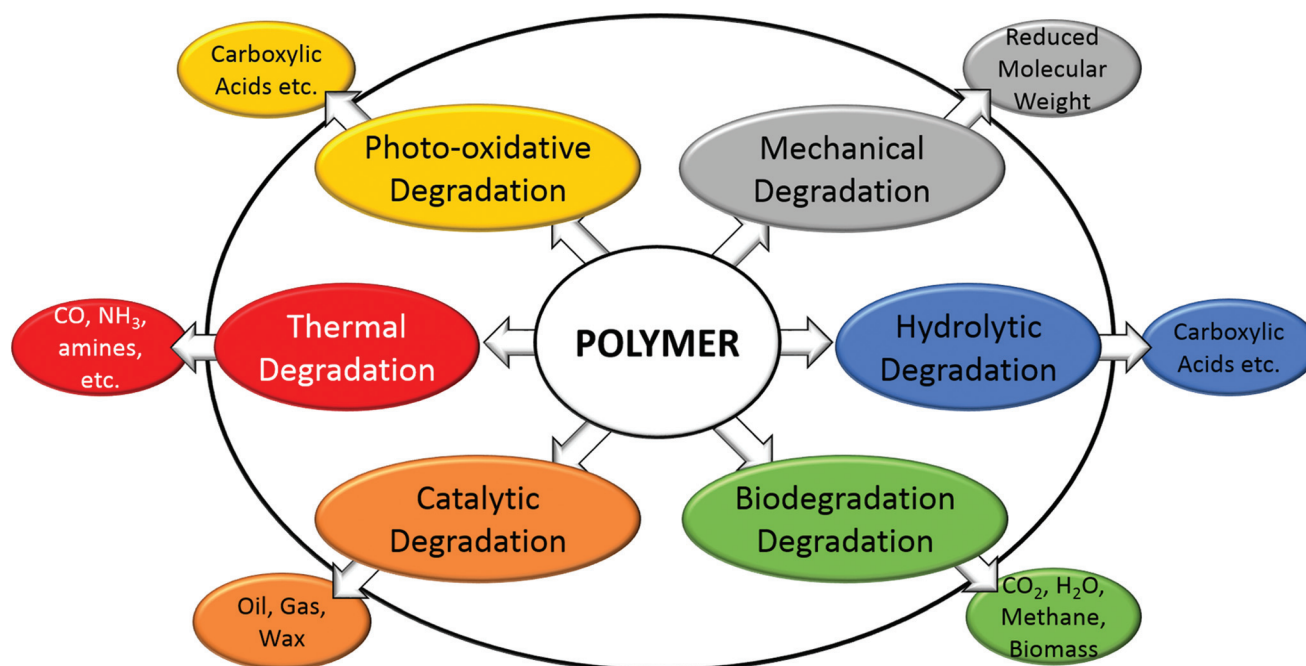 Carboxylic
Acids etc.
Reduced
Molecular
Weight
Photo-oxidative
Degradation
Mechanical
Degradation
CO, NH₃,
amines,
etc.
Thermal
Degradation
POLYMER
Hydrolytic
Degradation
Carboxylic
Acids etc.
Catalytic
Degradation
Biodegradation
Degradation
Oil, Gas,
Wax
CO₂, H₂O,
Methane,
Biomass